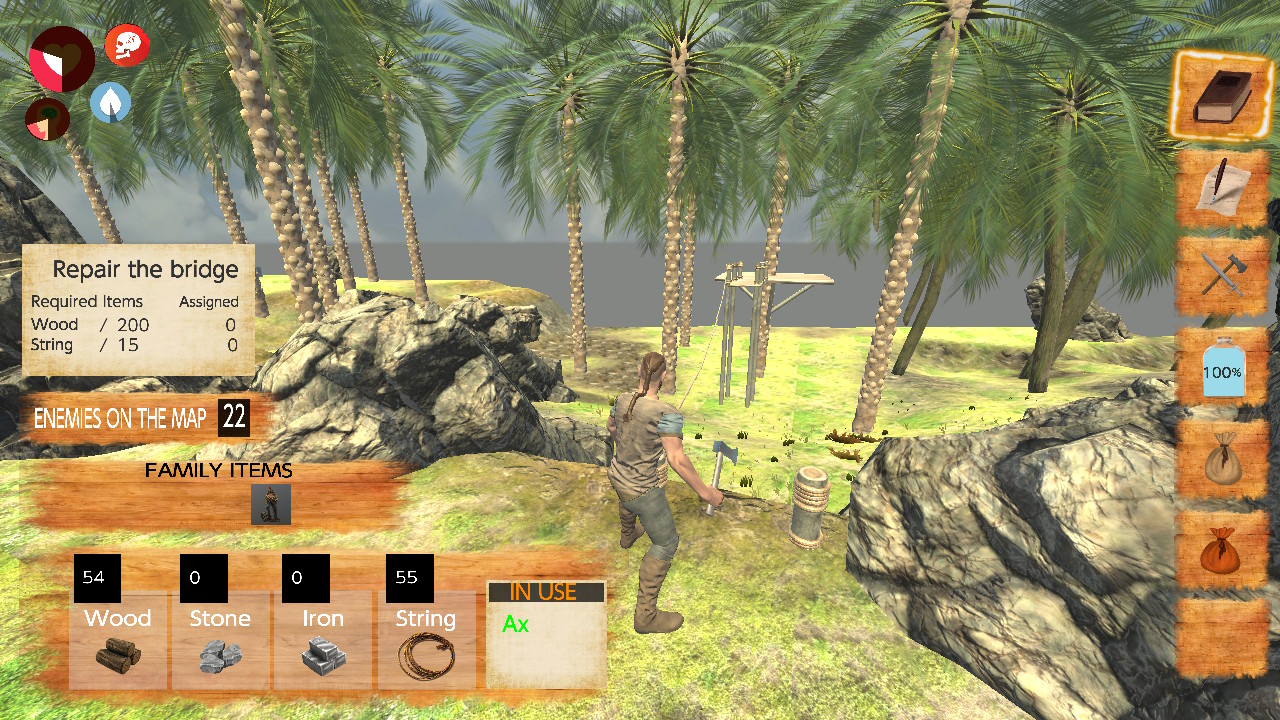 Repair the bridge
Required Items Assigned
Wood / 200 0
String / 15 0
ENEMIES ON THE MAP 22
FAMILY ITEMS
54 0 0 55
Wood Stone Iron String
IN USE
Ax
100%